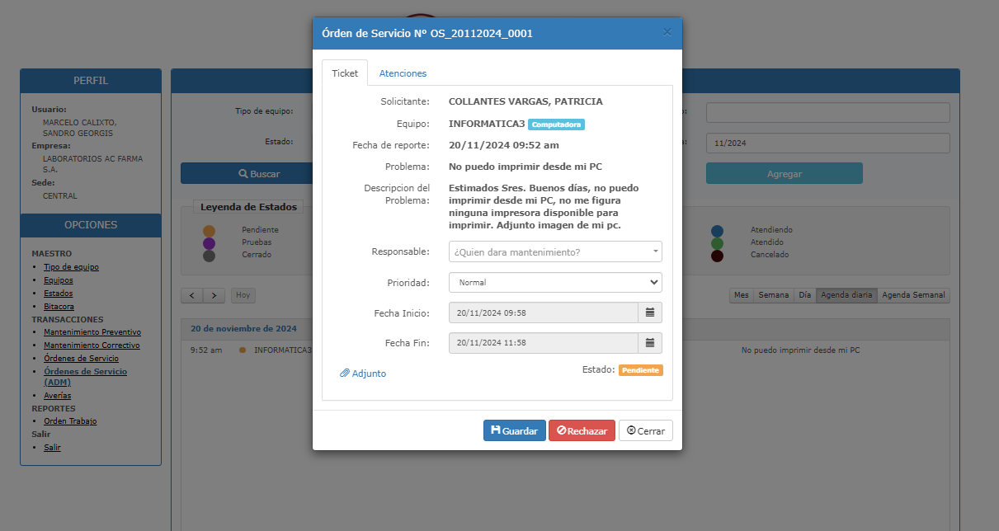 Órden de Servicio Nº OS_20112024_0001
×
Ticket
Atenciones
Solicitante: COLLANTES VARGAS, PATRICIA
Equipo: INFORMATICA3 Computadora
Fecha de reporte: 20/11/2024 09:52 am
Problema: No puedo imprimir desde mi PC
Descripcion del Problema:
Estimados Sres. Buenos días, no puedo
imprimir desde mi PC, no me figura
ninguna impresora disponible para
imprimir. Adjunto imagen de mi pc.
Responsable: ¿Quien dara mantenimiento?
Prioridad: Normal
Fecha Inicio: 20/11/2024 09:58
Fecha Fin: 20/11/2024 11:58
Adjunto
Estado: Pendiente
Guardar
Rechazar
Cerrar
PERFIL
Usuario:
MARCELO CALIXTO,
SANDRO GEORGIS
Empresa:
LABORATORIOS AC FARMA
S.A.
Sede:
CENTRAL
OPCIONES
MAESTRO
Tipo de equipo
Equipos
Estados
Bitacora
TRANSACCIONES
Mantenimiento Preventivo
Mantenimiento Correctivo
Órdenes de Servicio
Órdenes de Servicio
(ADM)
Averías
REPORTES
Orden Trabajo
Salir
Salir
Tipo de equipo:
Estado:
11/2024
Buscar
Agregar
Leyenda de Estados
Pendiente
Pruebas
Cerrado
Atendiendo
Atendido
Cancelado
Hoy
Mes Semana Día Agenda diaria Agenda Semanal
20 de noviembre de 2024
9:52 am INFORMATICA3 No puedo imprimir desde mi PC